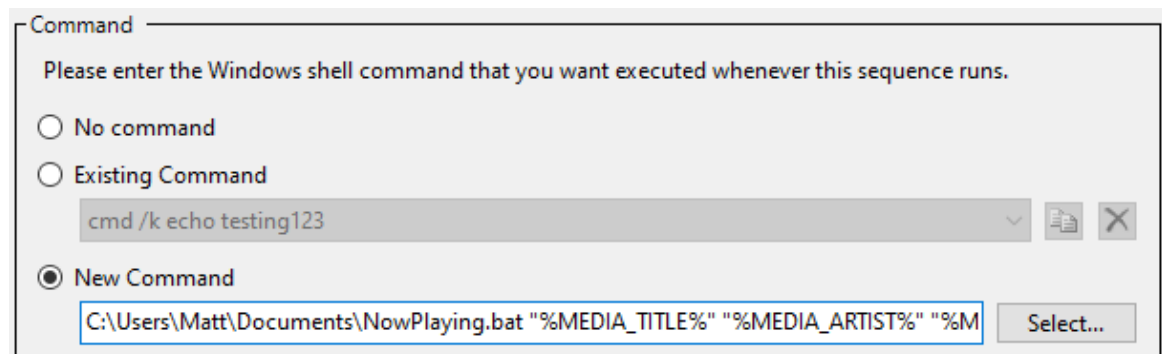 Command
Please enter the Windows shell command that you want executed whenever this sequence runs.
No command
Existing Command
cmd /k echo testing123
New Command
C:\Users\Matt\Documents\NowPlaying.bat "%MEDIA_TITLE%" "%MEDIA_ARTIST%" "%M
Select...